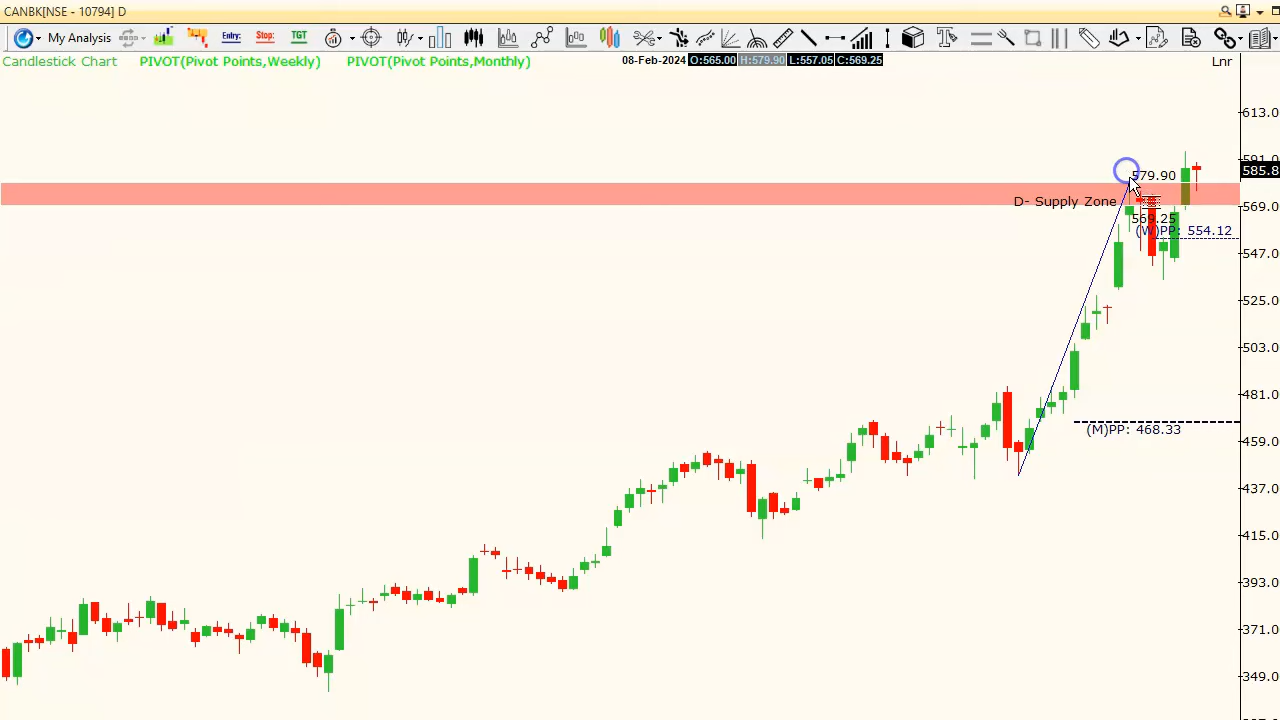 CANBK[NSE - 10794] D
My Analysis
Entry:
Stop:
TGT
Candlestick Chart
PIVOT(Pivot Points,Weekly)
PIVOT(Pivot Points,Monthly)
08-Feb-2024 O:565.00 H:579.90 L:557.05 C:569.25
Lnr
613.0
591.0
585.8
579.90
D- Supply Zone
569.0
569.25
(W)PP: 554.12
547.0
525.0
503.0
481.0
(M)PP: 468.33
459.0
437.0
415.0
393.0
371.0
349.0